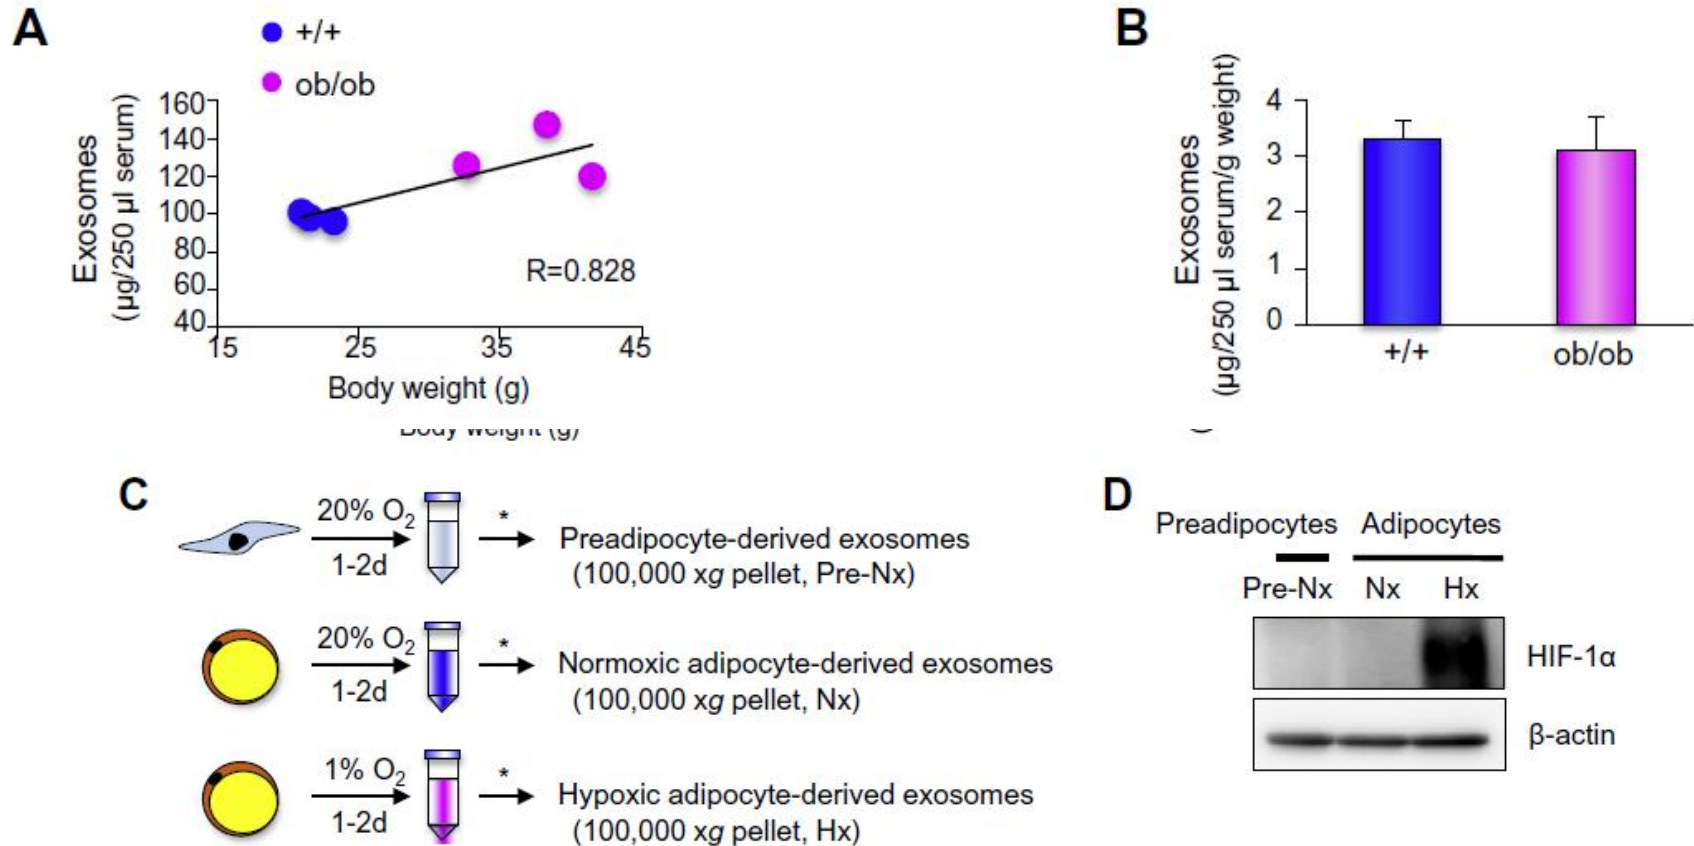 A
+/+
ob/ob
Exosomes
(µg/250 µl serum)
160
140
120
100
80
60
40
15 25 35 45
R=0.828
Body weight (g)
Body weight (g)
B
Exosomes
(µg/250 µl serum/g weight)
4
3
2
1
0
+/+ ob/ob
C
20% O2
1-2d
*
Preadipocyte-derived exosomes
(100,000 xg pellet, Pre-Nx)
20% O2
1-2d
*
Normoxic adipocyte-derived exosomes
(100,000 xg pellet, Nx)
1% O2
1-2d
*
Hypoxic adipocyte-derived exosomes
(100,000 xg pellet, Hx)
D
Preadipocytes Adipocytes
Pre-Nx Nx Hx
HIF-1α
β-actin